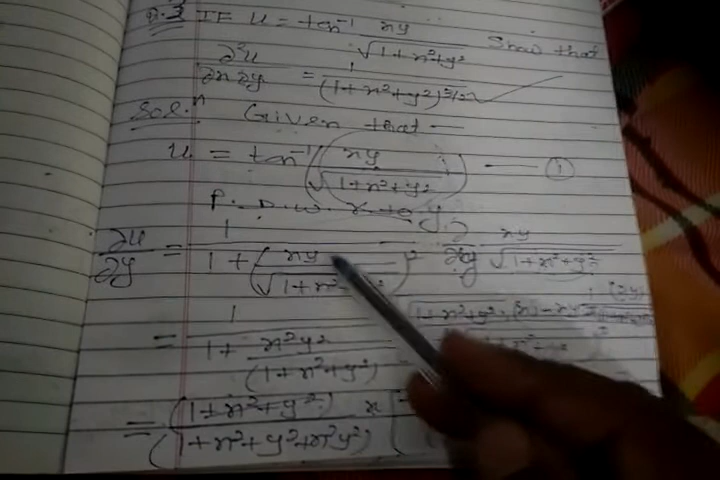 Q.3 IF u = tan⁻¹ xy / √1+x²+y² Show that
∂²u / ∂x∂y = 1 / (1+x²+y²)^3/2
Sol.ⁿ Given that —
u = tan⁻¹ ( xy / √1+x²+y² ) — ①
P. D. w. r. to y
∂u / ∂y = 1 / 1 + ( xy / √1+x²+y² )² ∂/∂y xy / √1+x²+y²
= 1 / 1 + x²y² / (1+x²+y²)
= (1+x²+y²) / (1+x²+y²+x²y²) x